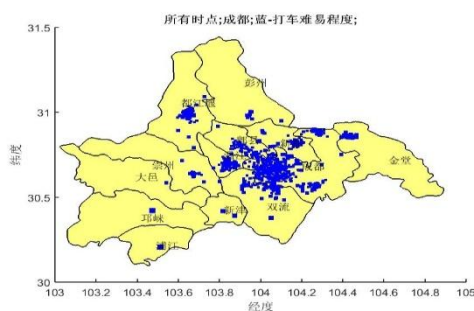 所有时点;成都;蓝-打车难易程度;
31.5
彭州
都江堰
31
纬度
崇州
成都
金堂
大邑
30.5
邛崃
新津
双流
蒲江
30
103
103.2
103.4
103.6
103.8
104
104.2
104.4
104.6
104.8
105
经度